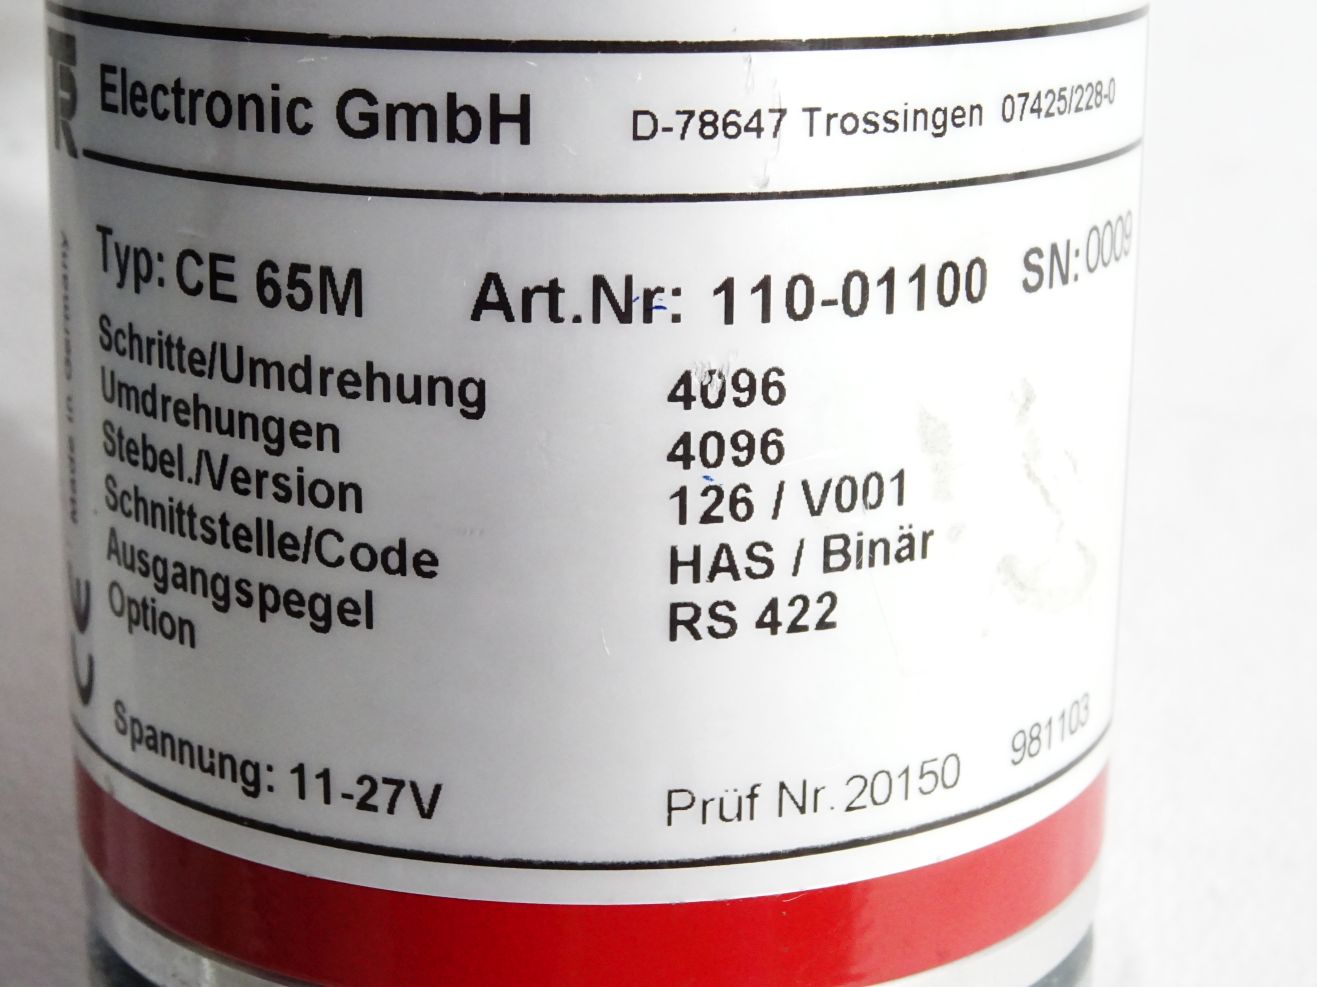 TR Electronic GmbH D-78647 Trossingen 07425/228-0
Typ: CE 65M Art.Nr: 110-01100 SN: 0009
Schritte/Umdrehung 4096
Umdrehungen 4096
Stebel./Version 126 / V001
Schnittstelle/Code HAS / Binär
Ausgangspegel RS 422
Option
Spannung: 11-27V Prüf Nr. 20150 981103
Made in Germany
CE